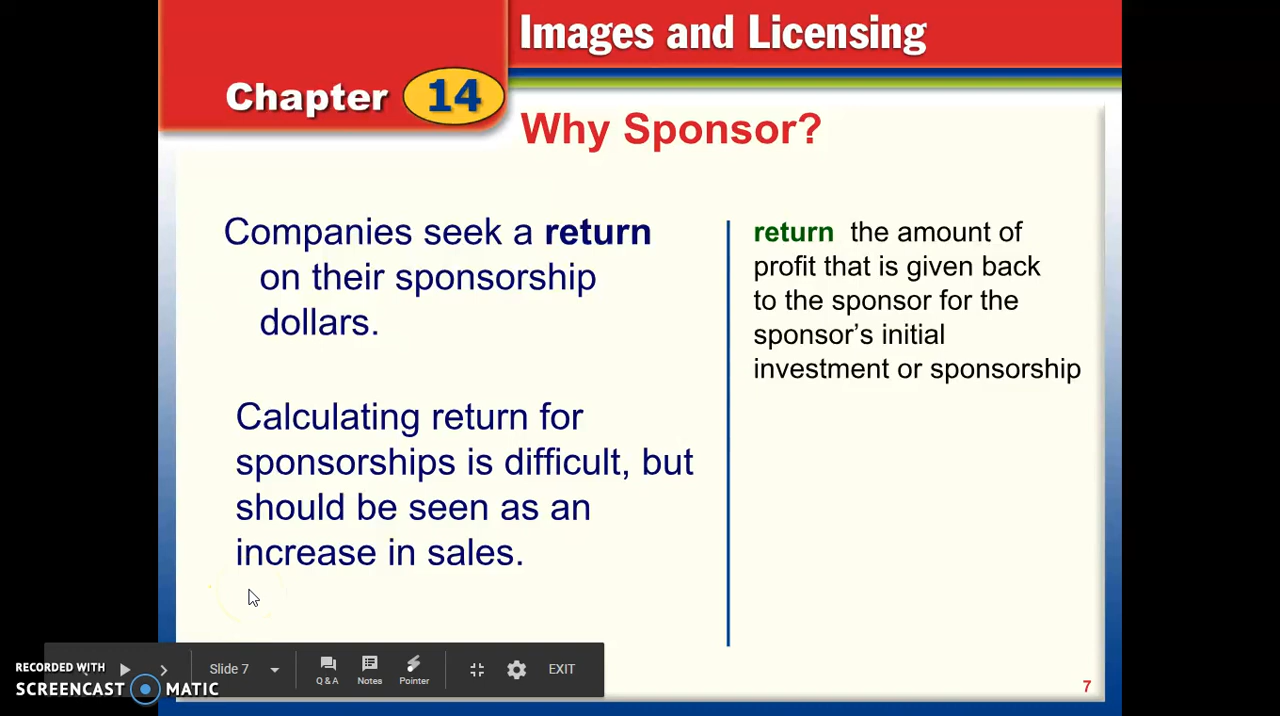 Images and Licensing
Chapter 14
Why Sponsor?
Companies seek a return
on their sponsorship
dollars.
Calculating return for
sponsorships is difficult, but
should be seen as an
increase in sales.
return the amount of
profit that is given back
to the sponsor for the
sponsor's initial
investment or sponsorship
7
Slide 7
Q & A
Notes
Pointer
EXIT
RECORDED WITH
SCREENCAST MATIC